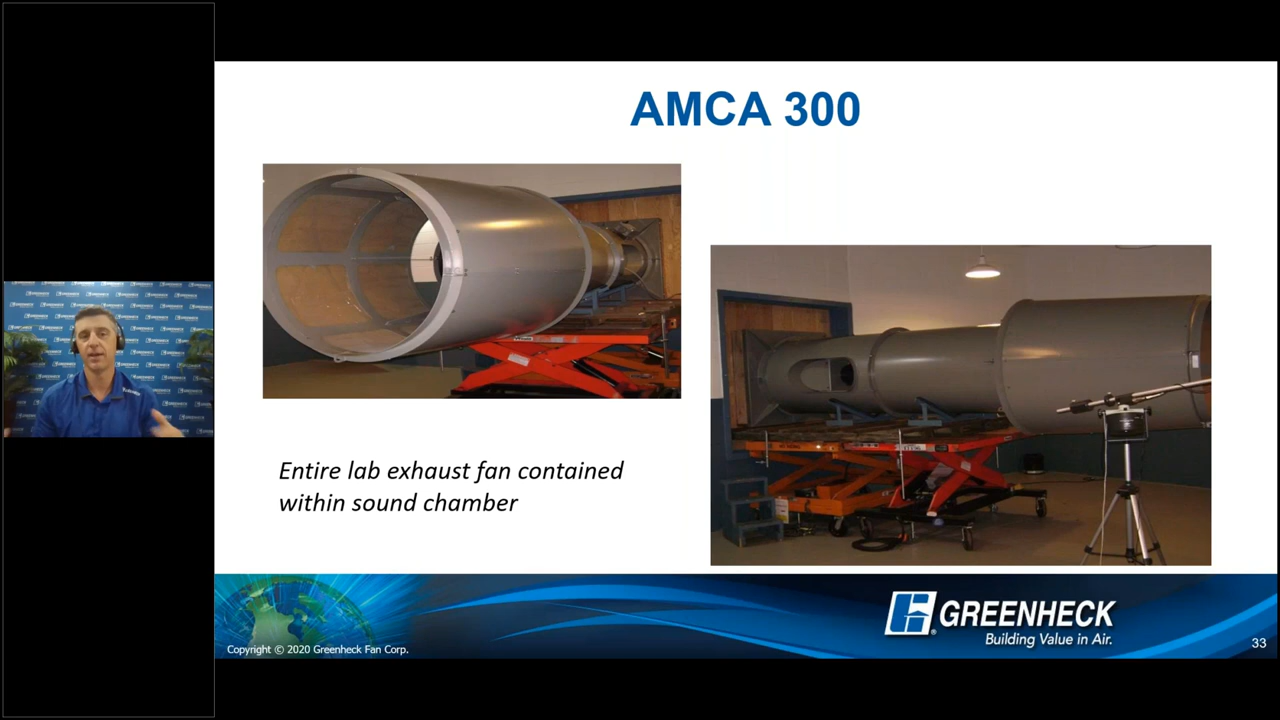 AMCA 300
Entire lab exhaust fan contained
within sound chamber
GREENHECK
Building Value in Air.
Copyright © 2020 Greenheck Fan Corp.
33